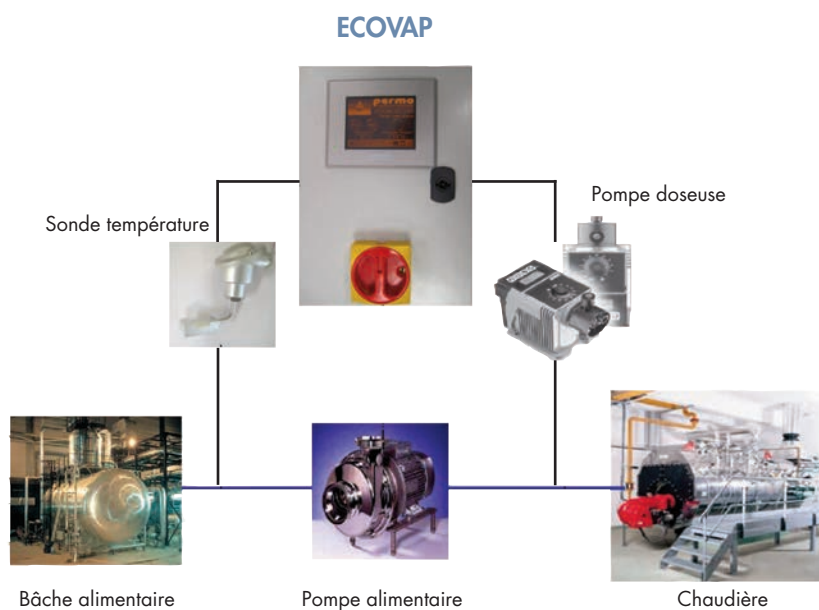 ECOVAP
permo
Pompe doseuse
Sonde température
Bâche alimentaire
Pompe alimentaire
Chaudière